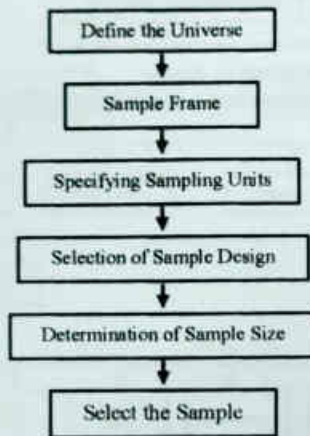 Define the Universe
Sample Frame
Specifying Sampling Units
Selection of Sample Design
Determination of Sample Size
Select the Sample